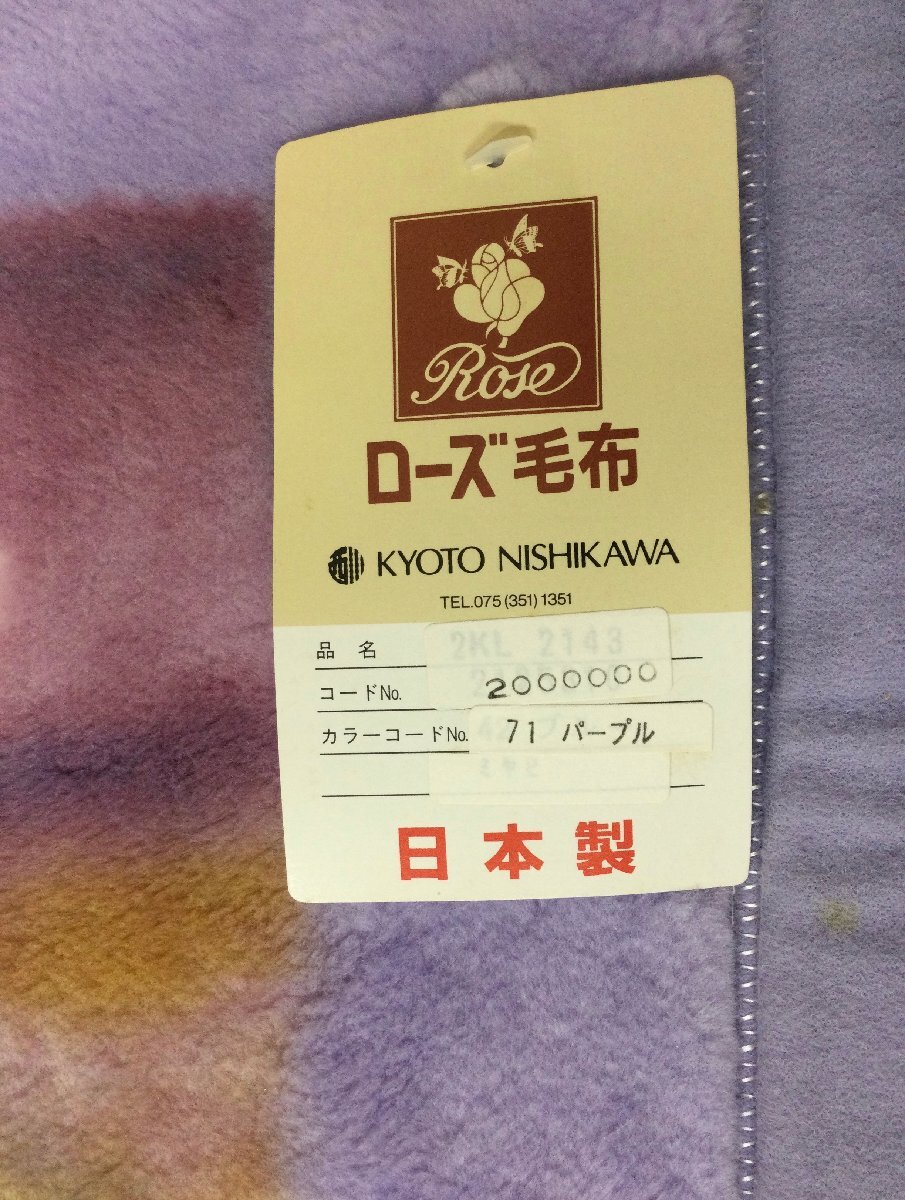 Rose
ローズ毛布
西川 KYOTO NISHIKAWA
TEL.075(351)1351
品 名 2KL 2143
コードNo. 2000000
カラーコードNo. 71 パープル
日本製